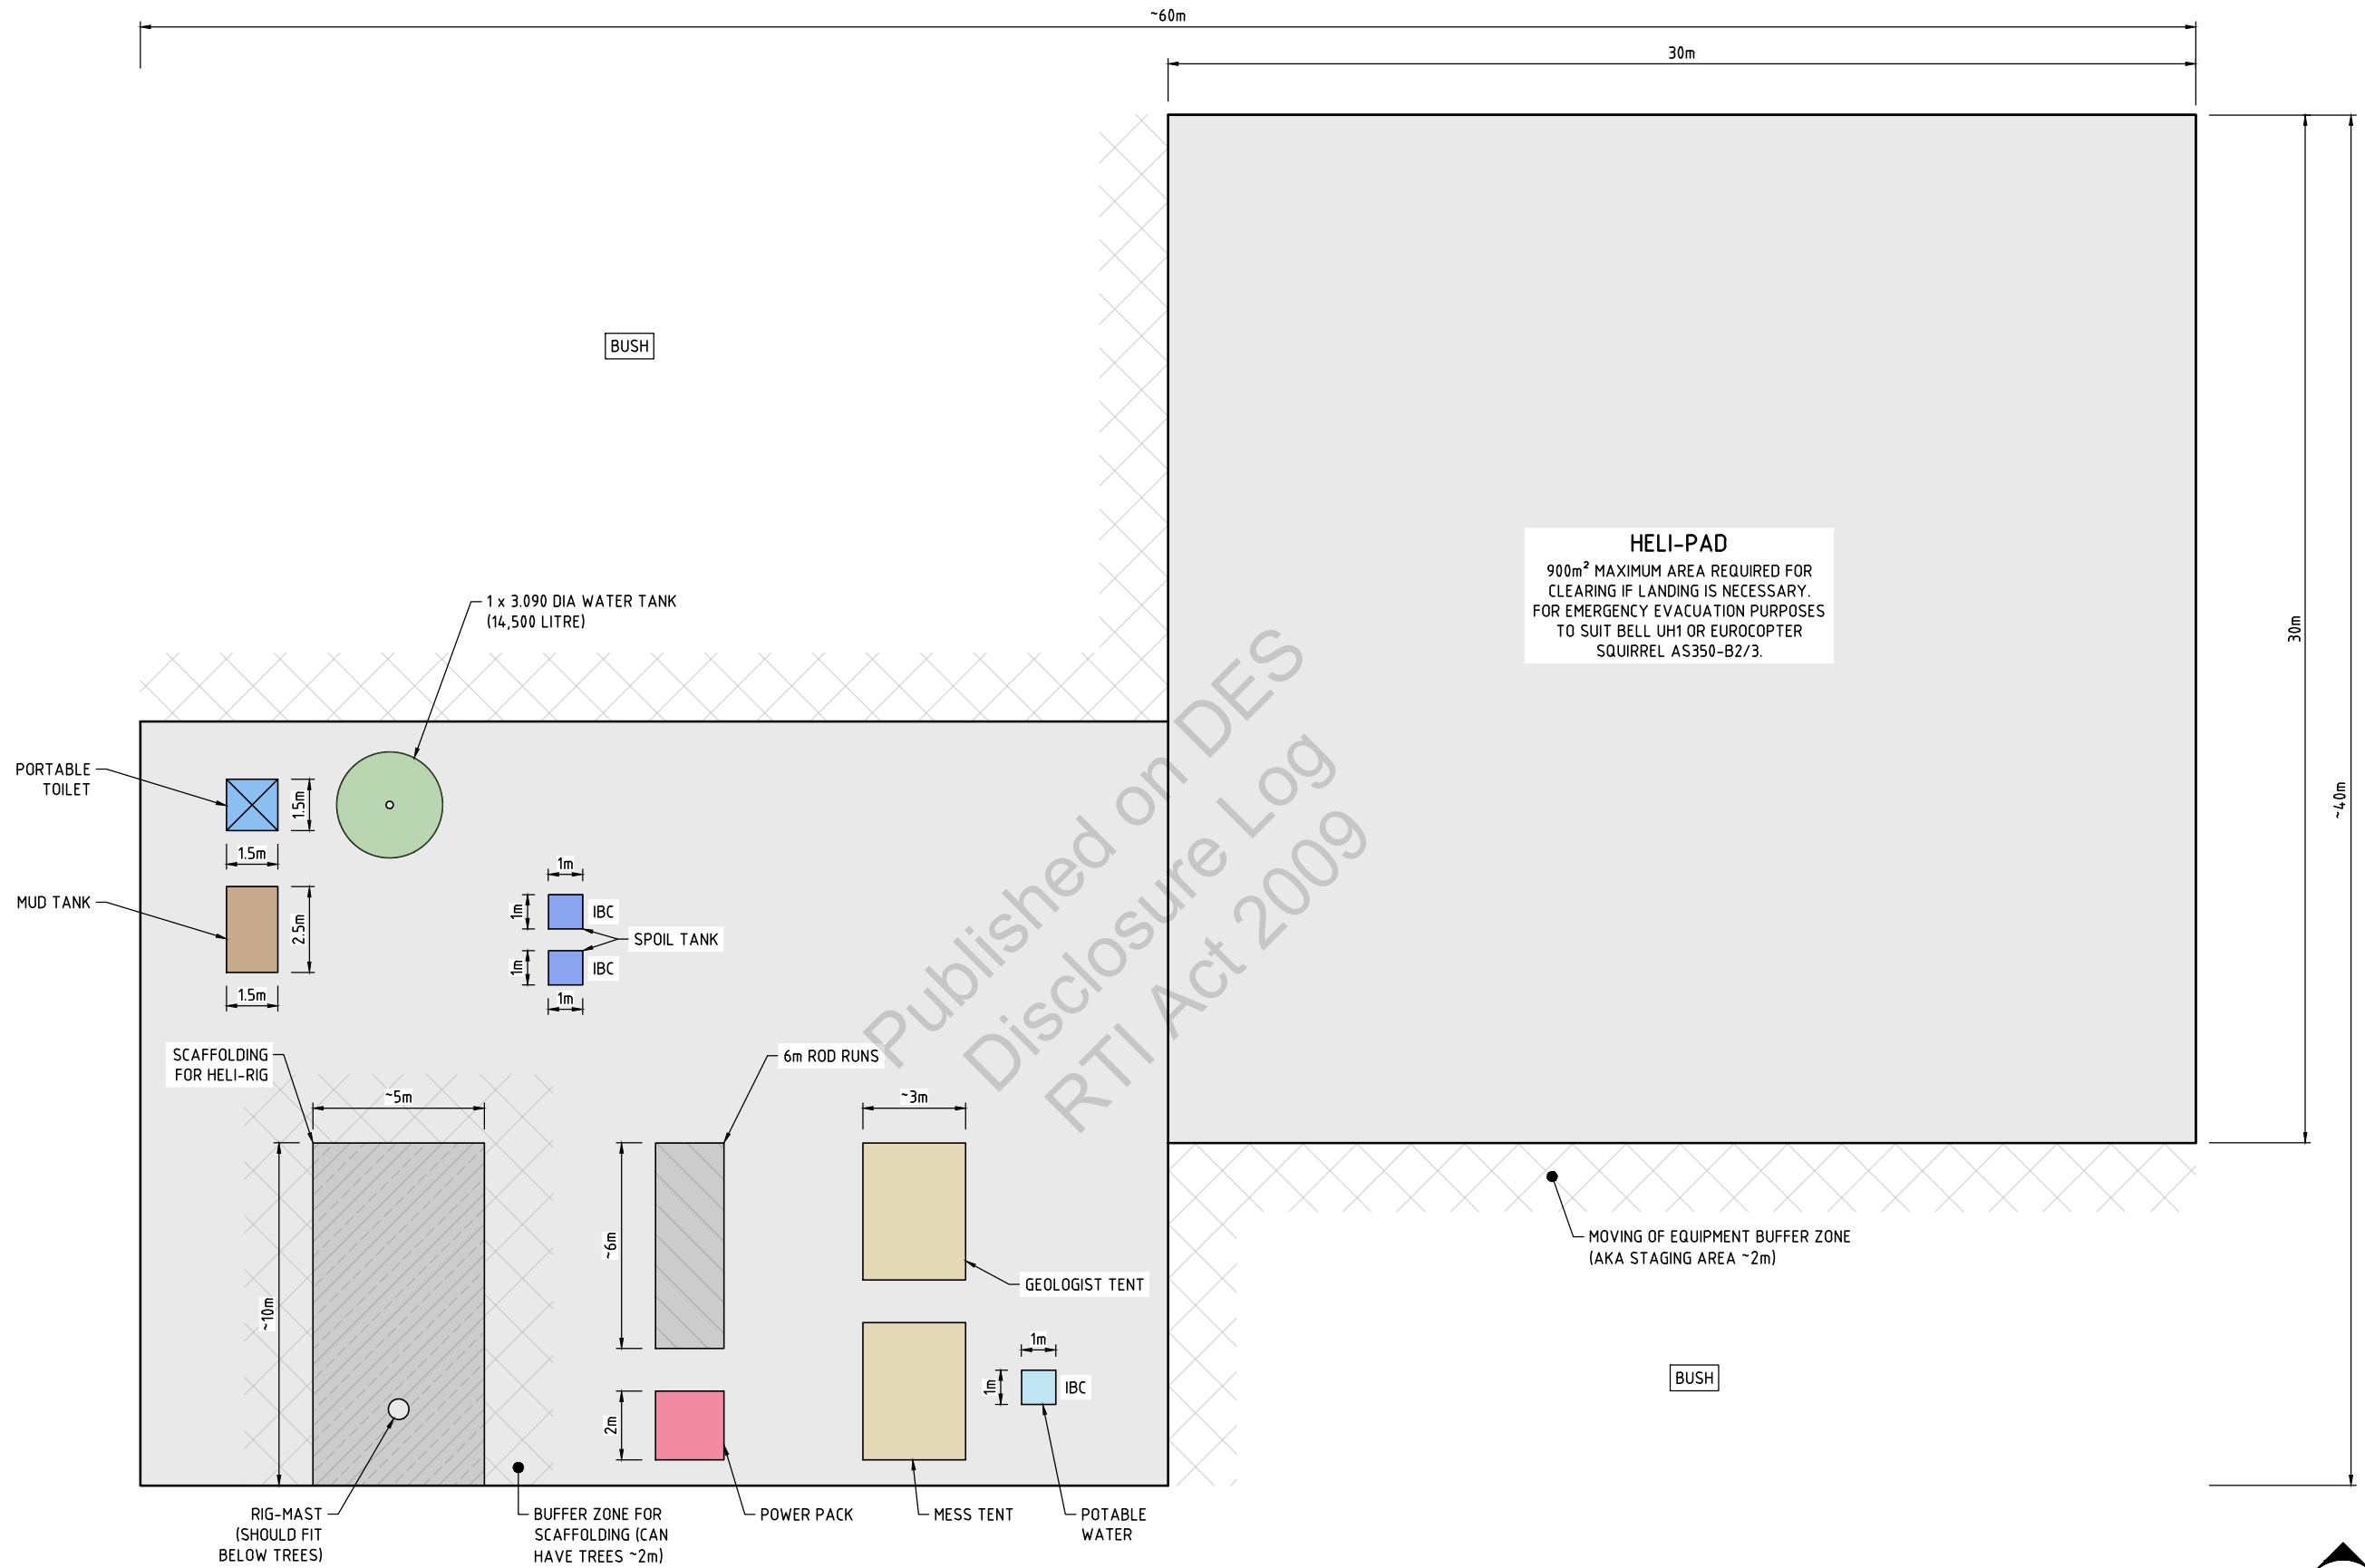 ~60m
30m
BUSH
HELI-PAD
900m² MAXIMUM AREA REQUIRED FOR
CLEARING IF LANDING IS NECESSARY.
FOR EMERGENCY EVACUATION PURPOSES
TO SUIT BELL UH1 OR EUROCOPTER
SQUIRREL AS350-B2/3.
30m
~40m
1 x 3.090 DIA WATER TANK
(14,500 LITRE)
PORTABLE
TOILET
1.5m
1.5m
MUD TANK
2.5m
1.5m
1m
1m
IBC
SPOIL TANK
1m
IBC
1m
Published on DES
Disclosure Log
RTI Act 2009
SCAFFOLDING
FOR HELI-RIG
~5m
~10m
6m ROD RUNS
~6m
~3m
GEOLOGIST TENT
MOVING OF EQUIPMENT BUFFER ZONE
(AKA STAGING AREA ~2m)
BUSH
2m
1m
1m
IBC
RIG-MAST
(SHOULD FIT
BELOW TREES)
BUFFER ZONE FOR
SCAFFOLDING (CAN
HAVE TREES ~2m)
POWER PACK
MESS TENT
POTABLE
WATER